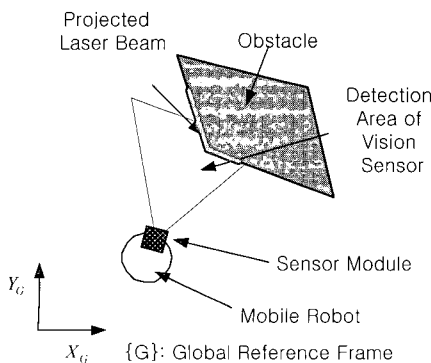 Projected
Laser Beam
Obstacle
Detection
Area of
Vision
Sensor
Sensor Module
Mobile Robot
Y_G
X_G
{G}: Global Reference Frame